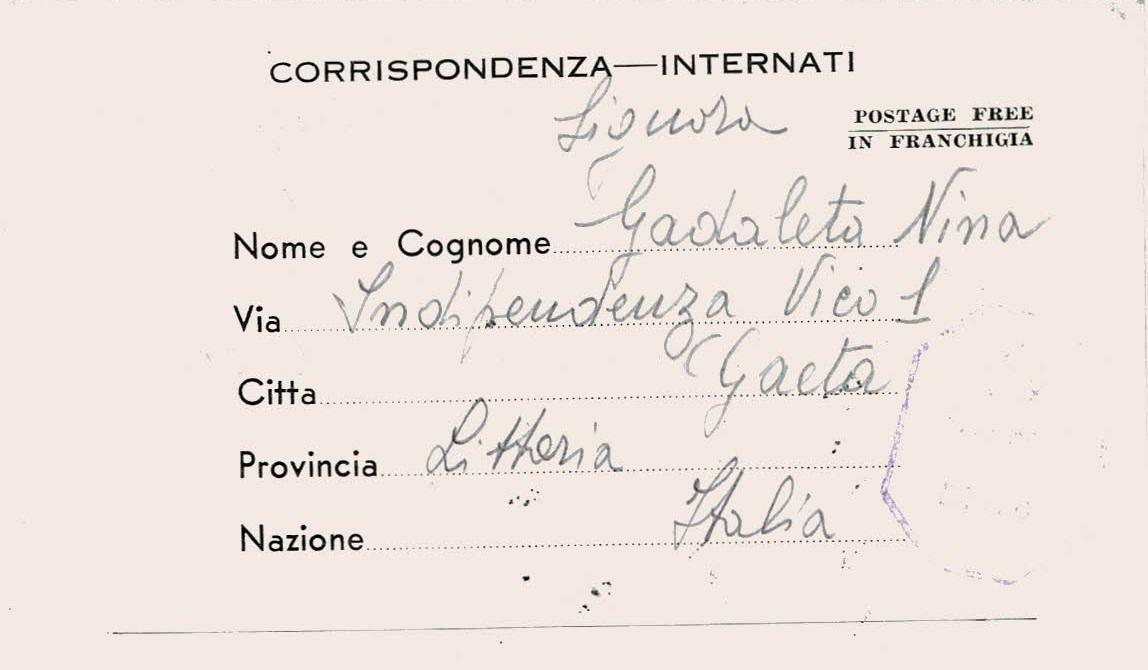 CORRISPONDENZA—INTERNATI
Signora
POSTAGE FREE
IN FRANCHIGIA
Nome e Cognome Gadaleta Nina
Via Indipendenza Vico 1
Citta Gaeta
Provincia Littoria
Nazione Italia